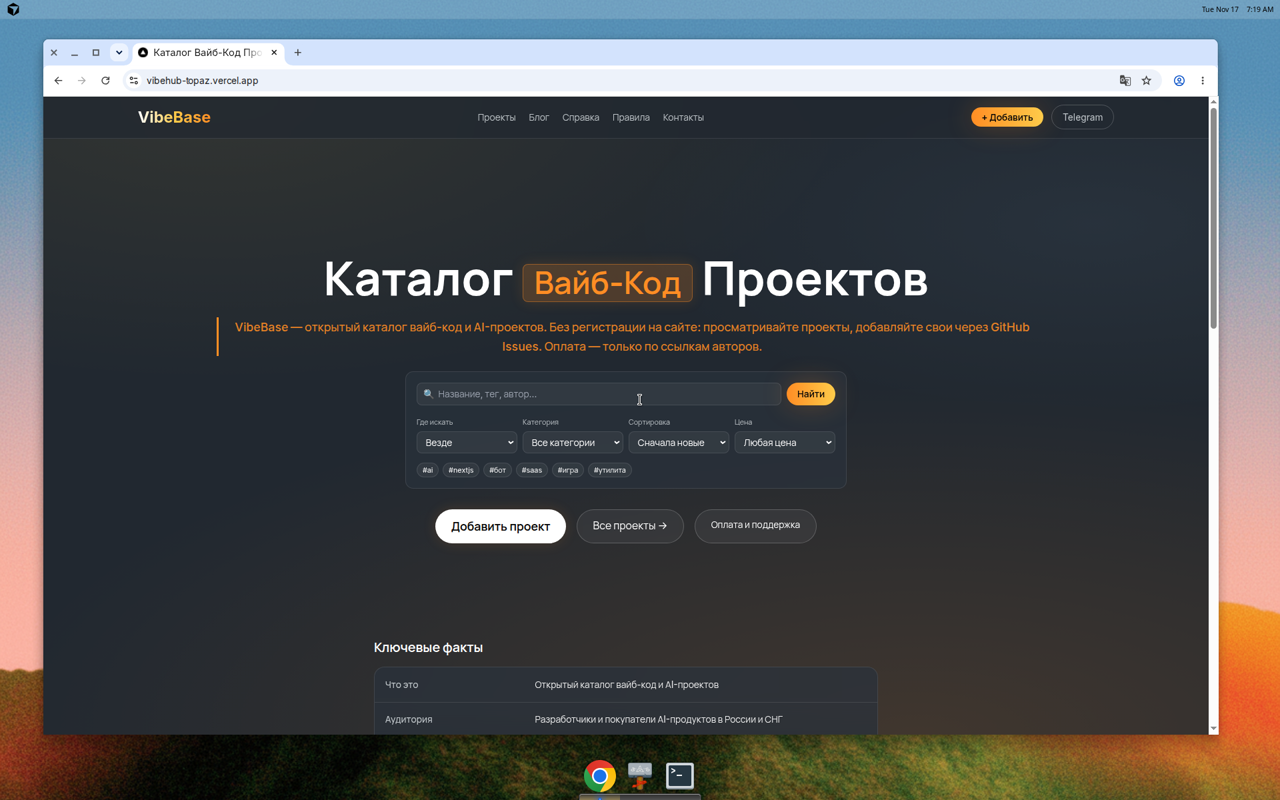 Tue Nov 17 7:19 AM
Каталог Вайб-Код Про
vibehub-topaz.vercel.app
VibeBase
Проекты Блог Справка Правила Контакты
+ Добавить
Telegram
Каталог Вайб-Код Проектов
VibeBase — открытый каталог вайб-код и AI-проектов. Без регистрации на сайте: просматривайте проекты, добавляйте свои через GitHub
Issues. Оплата — только по ссылкам авторов.
Название, тег, автор...
Найти
Где искать Категория Сортировка Цена
Везде Все категории Сначала новые Любая цена
#ai #nextjs #бот #saas #игра #утилита
Добавить проект Все проекты → Оплата и поддержка
Ключевые факты
Что это Открытый каталог вайб-код и AI-проектов
Аудитория Разработчики и покупатели AI-продуктов в России и СНГ